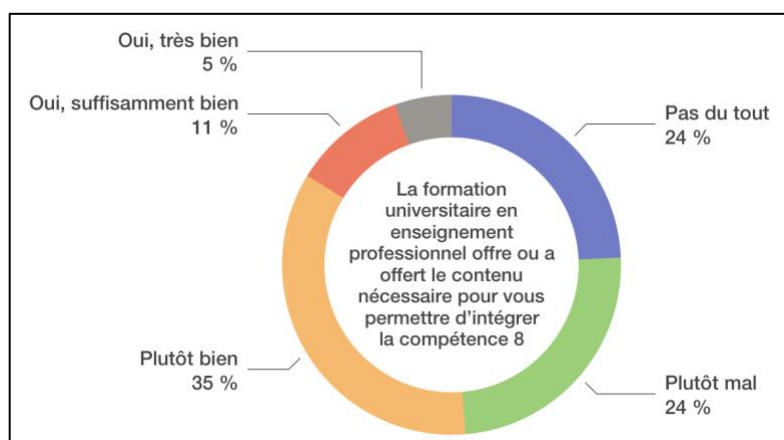 Oui, très bien
5 %
Oui, suffisamment bien
11 %
Pas du tout
24 %
La formation
universitaire en
enseignement
professionnel offre ou a
offert le contenu
nécessaire pour vous
permettre d'intégrer
la compétence 8
Plutôt bien
35 %
Plutôt mal
24 %